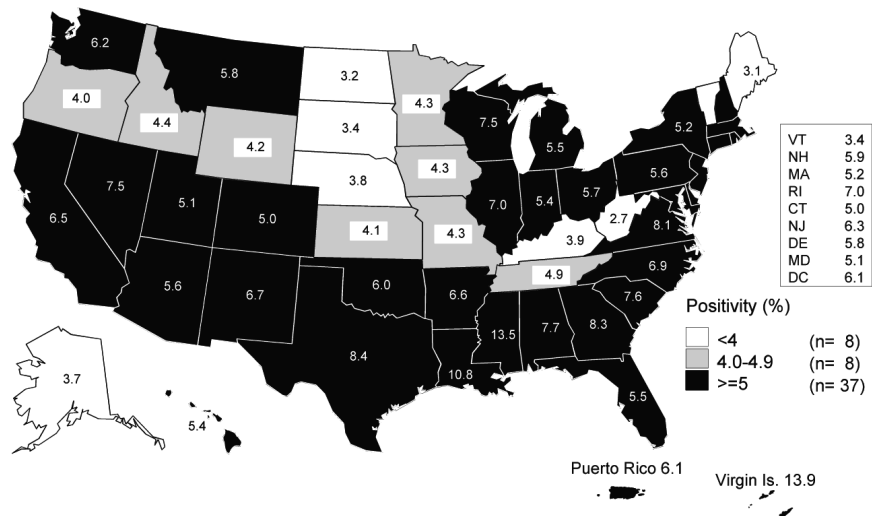 3.1
6.2
5.8
3.2
4.3
4.0
4.4
7.5
5.2
3.4
4.2
5.5
VT 3.4
NH 5.9
MA 5.2
RI 7.0
CT 5.0
NJ 6.3
DE 5.8
MD 5.1
DC 6.1
4.3
5.6
3.8
7.5
5.1
5.0
7.0
5.4
5.7
2.7
8.1
6.5
4.1
4.3
3.9
6.9
4.9
5.6
6.7
6.0
6.6
7.6
Positivity (%)
<4 (n= 8)
4.0-4.9 (n= 8)
>=5 (n= 37)
13.5
7.7
8.3
8.4
10.8
3.7
5.5
5.4
Puerto Rico 6.1
Virgin Is. 13.9